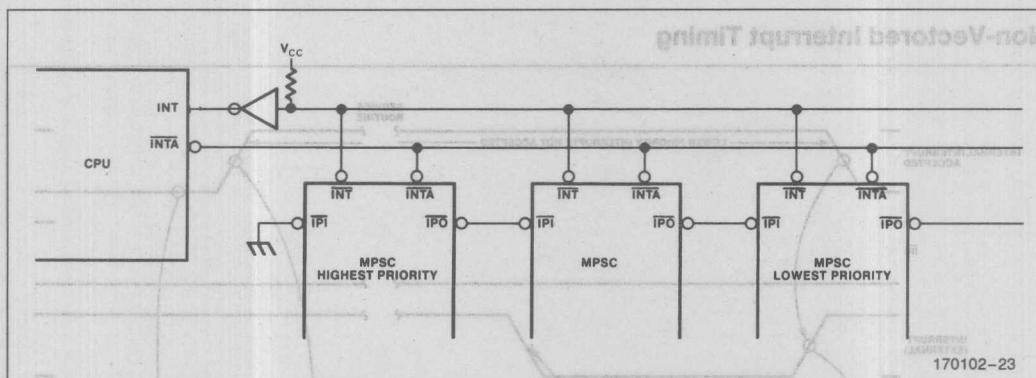 Non-Vectored Interrupt Timing
VCC
INT
INTA
CPU
INT INTA INT INTA INT INTA
IPI IPO IPI IPO IPI IPO
MPSC
HIGHEST PRIORITY
MPSC
MPSC
LOWEST PRIORITY
170102-23